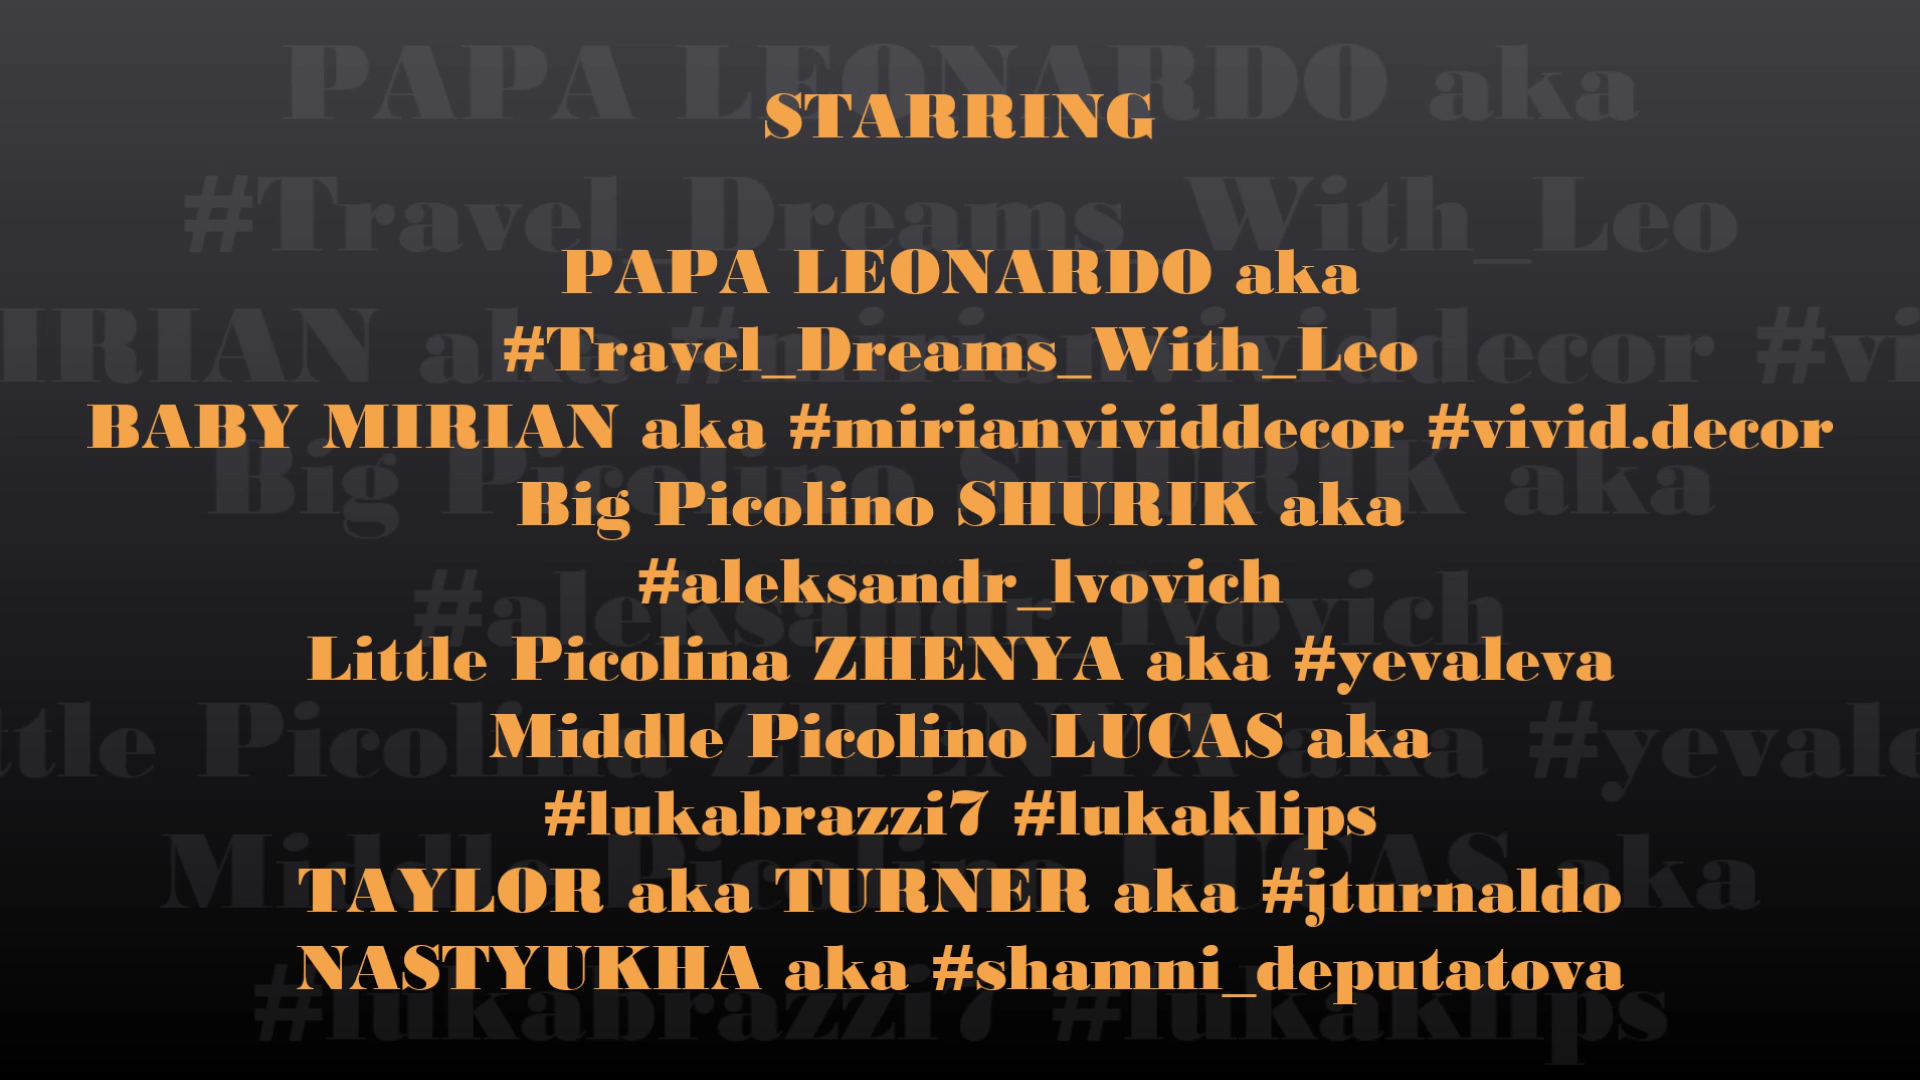 STARRING
PAPA LEONARDO aka
#Travel_Dreams_With_Leo
BABY MIRIAN aka #mirianvividdecor #vivid.decor
Big Picolino SHURIK aka
#aleksandr_lvovich
Little Picolina ZHENYA aka #yevaleva
Middle Picolino LUCAS aka
#lukabrazzi7 #lukaklips
TAYLOR aka TURNER aka #jturnaldo
NASTYUKHA aka #shamni_deputatova